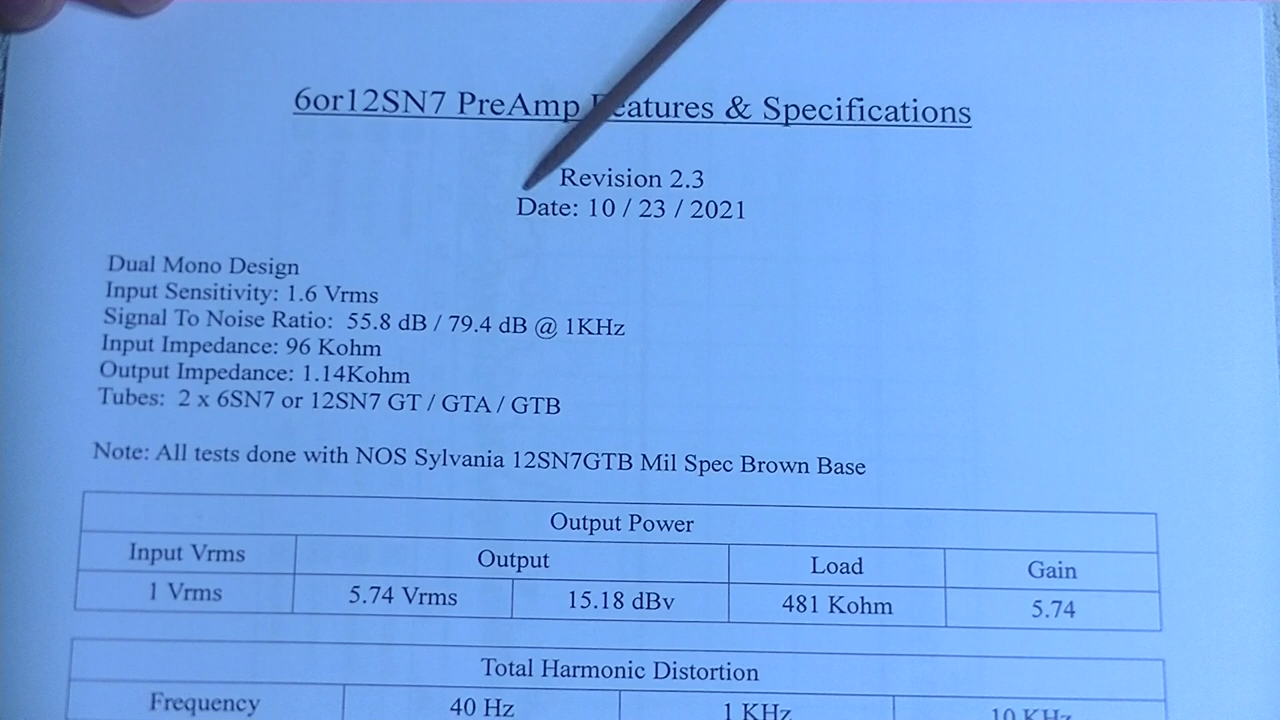 6or12SN7 PreAmp Features & Specifications
Revision 2.3
Date: 10 / 23 / 2021
Dual Mono Design
Input Sensitivity: 1.6 Vrms
Signal To Noise Ratio: 55.8 dB / 79.4 dB @ 1KHz
Input Impedance: 96 Kohm
Output Impedance: 1.14Kohm
Tubes: 2 x 6SN7 or 12SN7 GT / GTA / GTB
Note: All tests done with NOS Sylvania 12SN7GTB Mil Spec Brown Base
Output Power
Input Vrms Output Load Gain
1 Vrms 5.74 Vrms 15.18 dBv 481 Kohm 5.74
Total Harmonic Distortion
Frequency 40 Hz 1 KHz 10 KHz